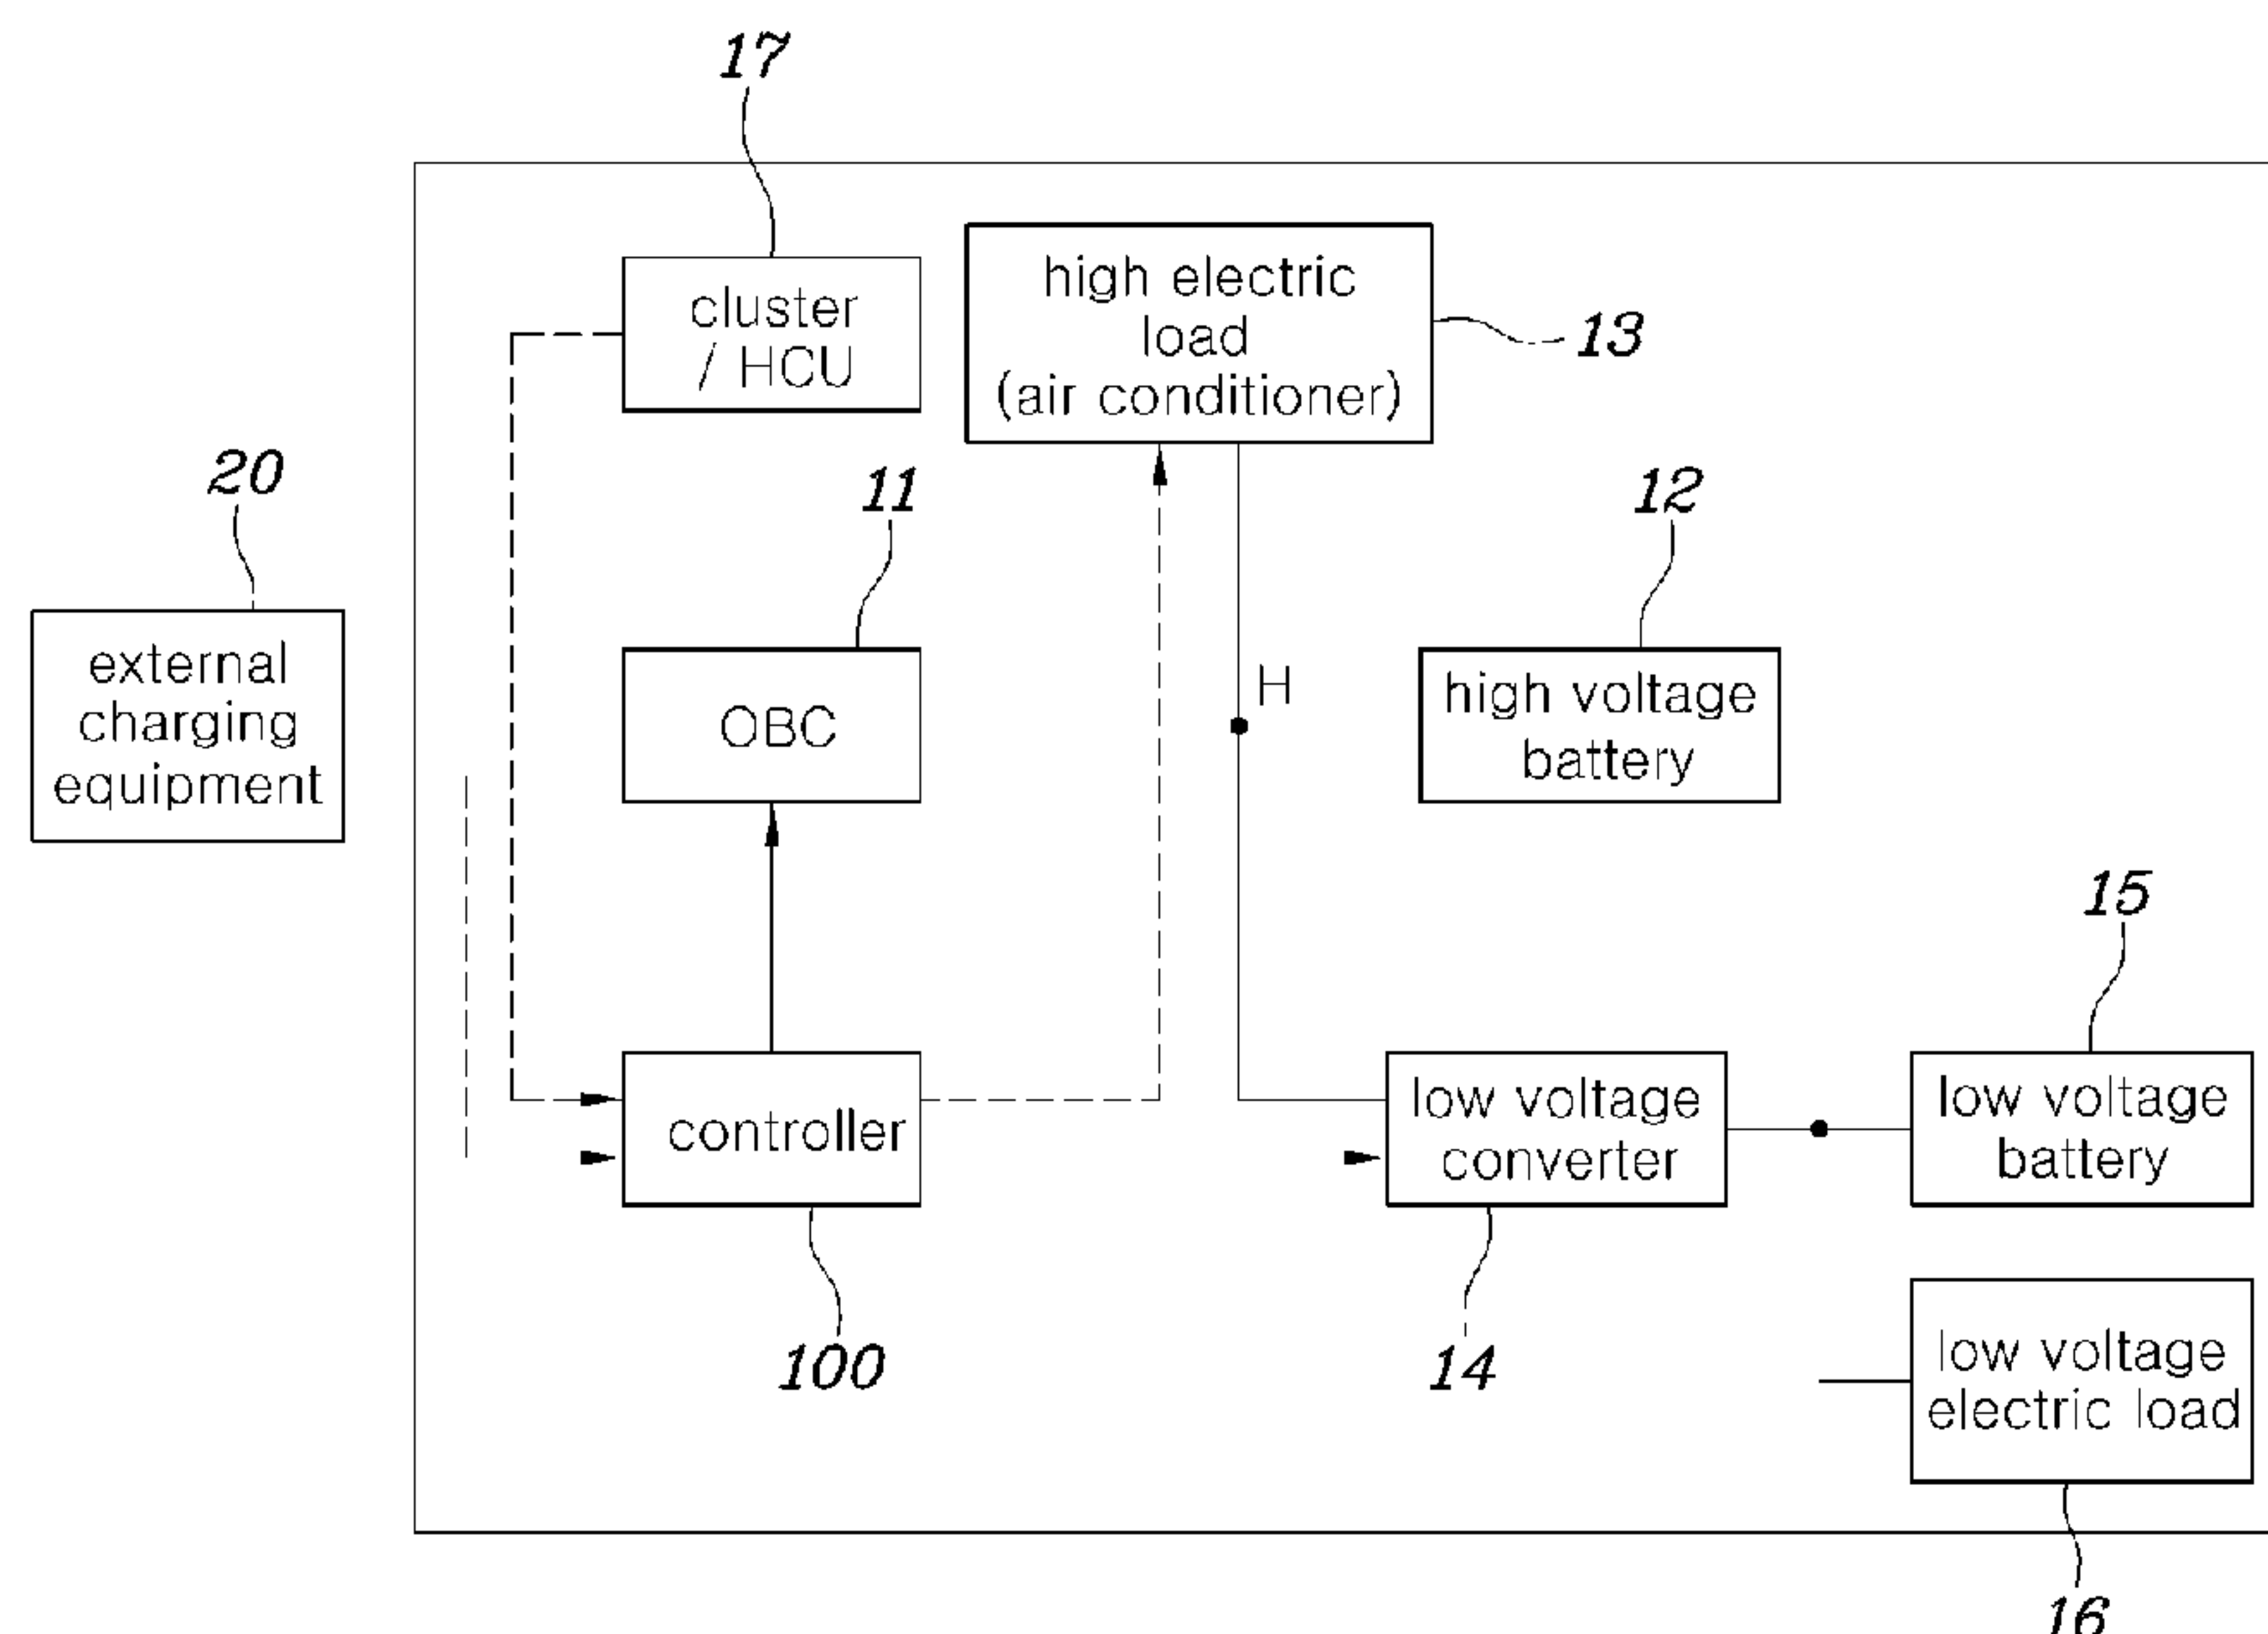 17
cluster
/ HCU
high electric
load
(air conditioner)
13
20
11
12
external
charging
equipment
OBC
H
high voltage
battery
15
controller
low voltage
converter
low voltage
battery
100
14
low voltage
electric load
16